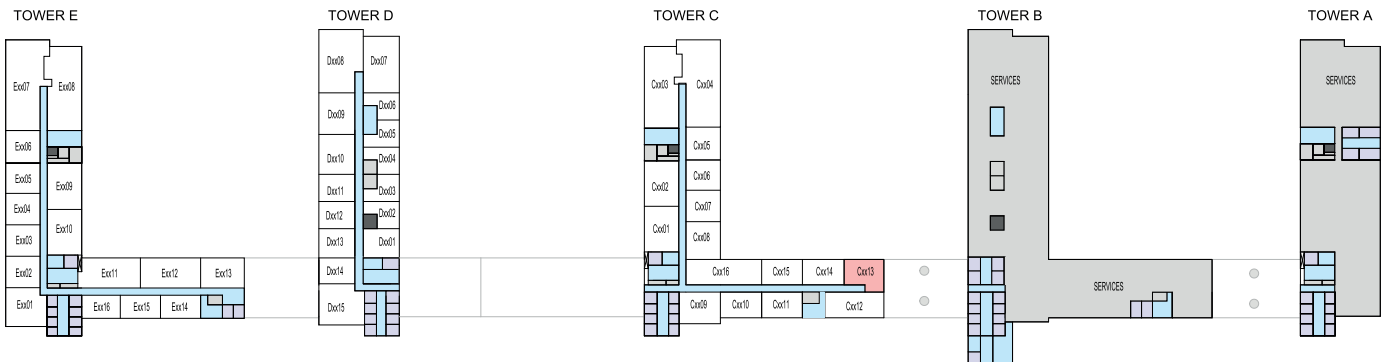 TOWER E
TOWER D
TOWER C
TOWER B
TOWER A
Exx07
Exx08
Exx06
Exx05
Exx09
Exx04
Exx03
Exx10
Exx02
Exx11
Exx12
Exx13
Exx01
Exx16
Exx15
Exx14
Dxx08
Dxx07
Dxx09
Dxx06
Dxx05
Dxx10
Dxx04
Dxx11
Dxx03
Dxx12
Dxx02
Dxx13
Dxx01
Dxx14
Dxx15
Cxx03
Cxx04
Cxx05
Cxx02
Cxx06
Cxx07
Cxx01
Cxx08
Cxx16
Cxx15
Cxx14
Cxx13
Cxx09
Cxx10
Cxx11
Cxx12
SERVICES
SERVICES
SERVICES